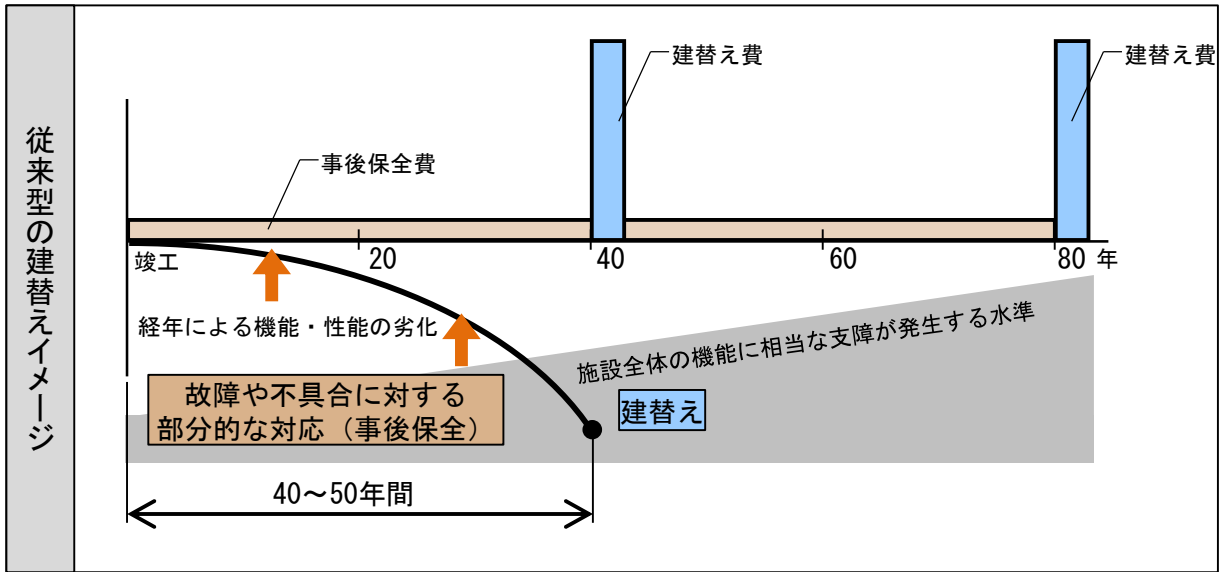 従来型の建替えイメージ
建替え費
建替え費
事後保全費
竣工
20
40
60
80 年
経年による機能・性能の劣化
施設全体の機能に相当な支障が発生する水準
故障や不具合に対する
部分的な対応（事後保全）
建替え
40～50年間